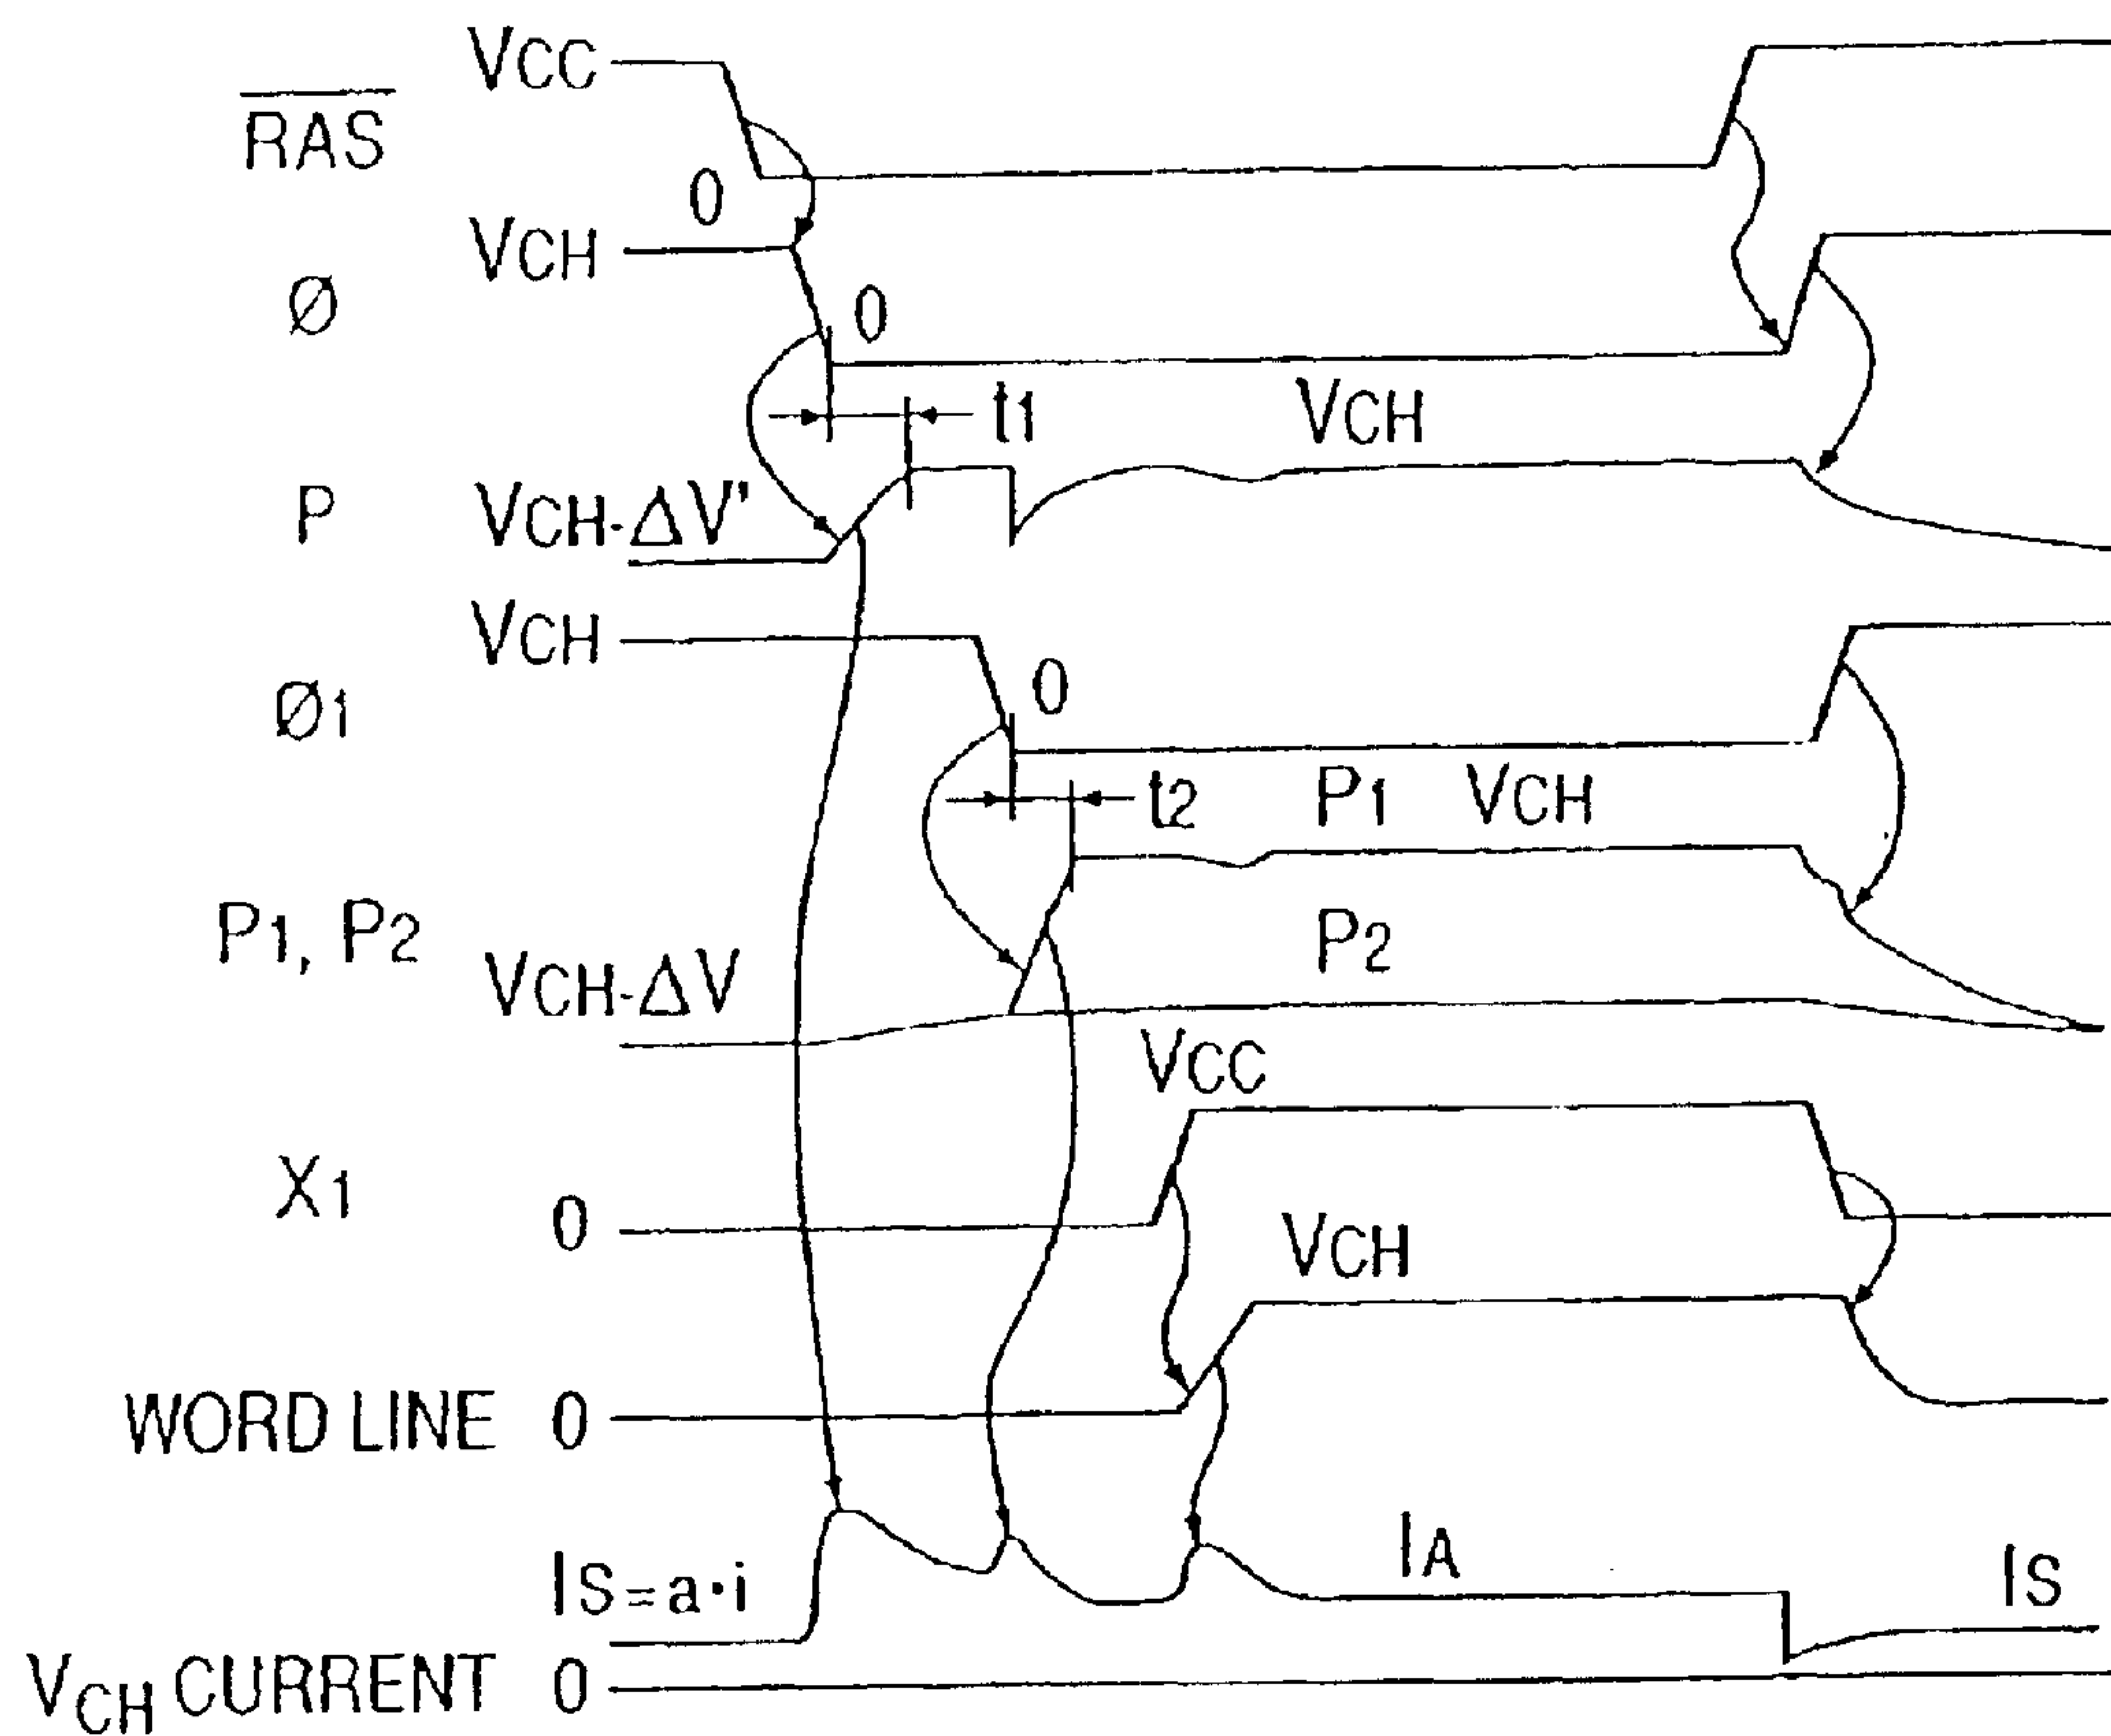 VCC
R̅A̅S̅
0
VCH
Ø
0
t1
VCH
P
VCH-ΔV'
VCH
Ø1
0
t2
P1 VCH
P1, P2
P2
VCH-ΔV
VCC
X1
0
VCH
WORD LINE 0
IA
IS=a·i
IS
VCH CURRENT 0